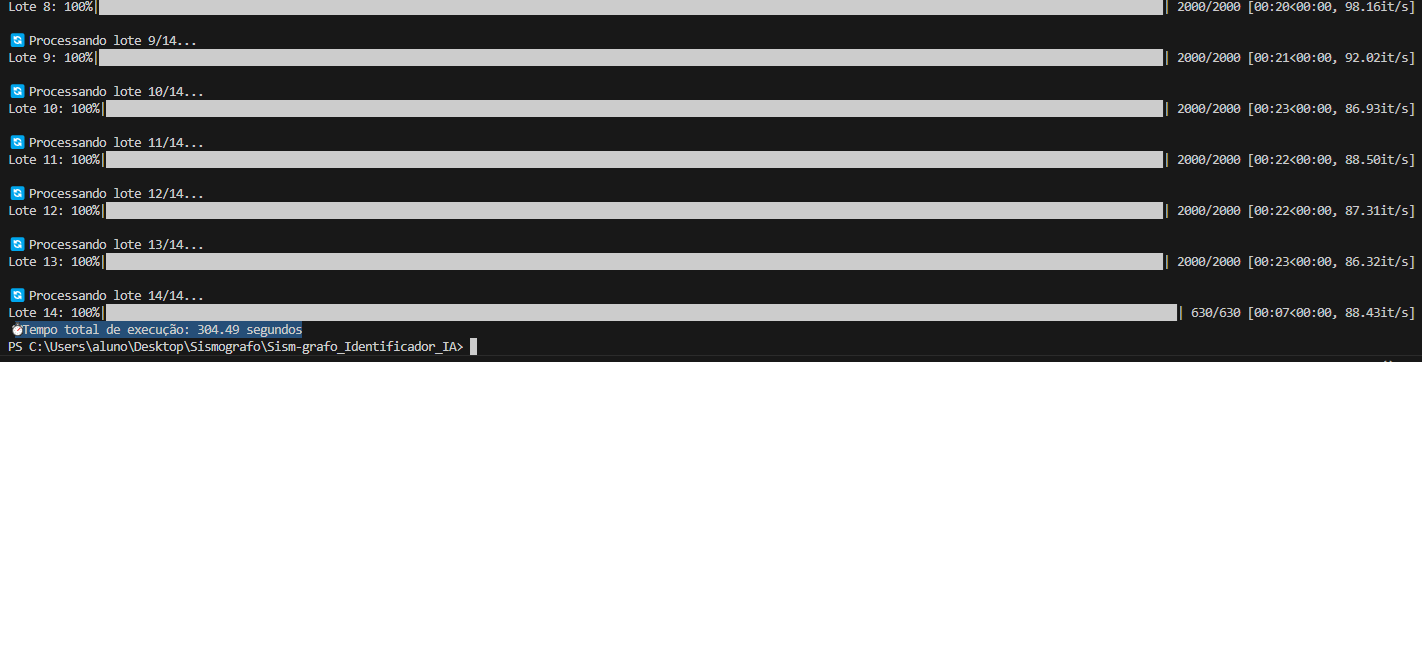 Lote 8: 100%| | 2000/2000 [00:20<00:00, 98.16it/s]
Processando lote 9/14...
Lote 9: 100%| | 2000/2000 [00:21<00:00, 92.02it/s]
Processando lote 10/14...
Lote 10: 100%| | 2000/2000 [00:23<00:00, 86.93it/s]
Processando lote 11/14...
Lote 11: 100%| | 2000/2000 [00:22<00:00, 88.50it/s]
Processando lote 12/14...
Lote 12: 100%| | 2000/2000 [00:22<00:00, 87.31it/s]
Processando lote 13/14...
Lote 13: 100%| | 2000/2000 [00:23<00:00, 86.32it/s]
Processando lote 14/14...
Lote 14: 100%| | 630/630 [00:07<00:00, 88.43it/s]
Tempo total de execução: 304.49 segundos
PS C:\Users\aluno\Desktop\Sismografo\Sism-grafo_Identificador_IA>